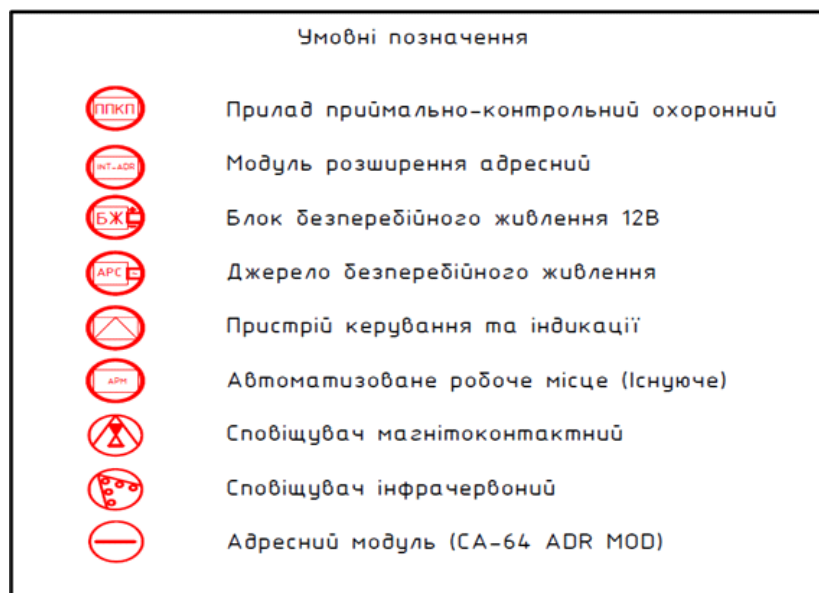 Умовні позначення
ППКП Прилад приймально-контрольний охоронний
INT-ADR Модуль розширення адресний
БЖ Блок безперебійного живлення 12В
АРС Джерело безперебійного живлення
Пристрій керування та індикації
АРМ Автоматизоване робоче місце (Існуюче)
Сповіщувач магнітоконтактний
Сповіщувач інфрачервоний
Адресний модуль (CA-64 ADR MOD)